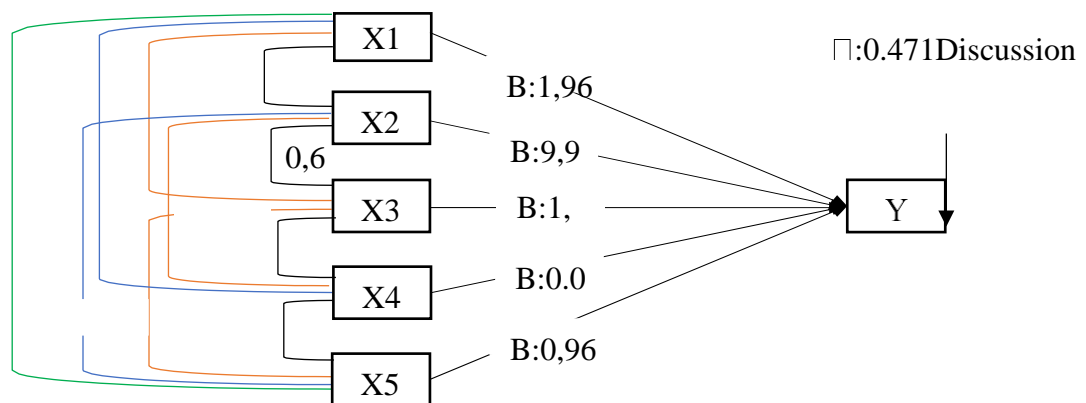 X1
□:0.471Discussion
B:1,96
X2
B:9,9
0,6
X3
B:1,
Y
B:0.0
X4
B:0,96
X5